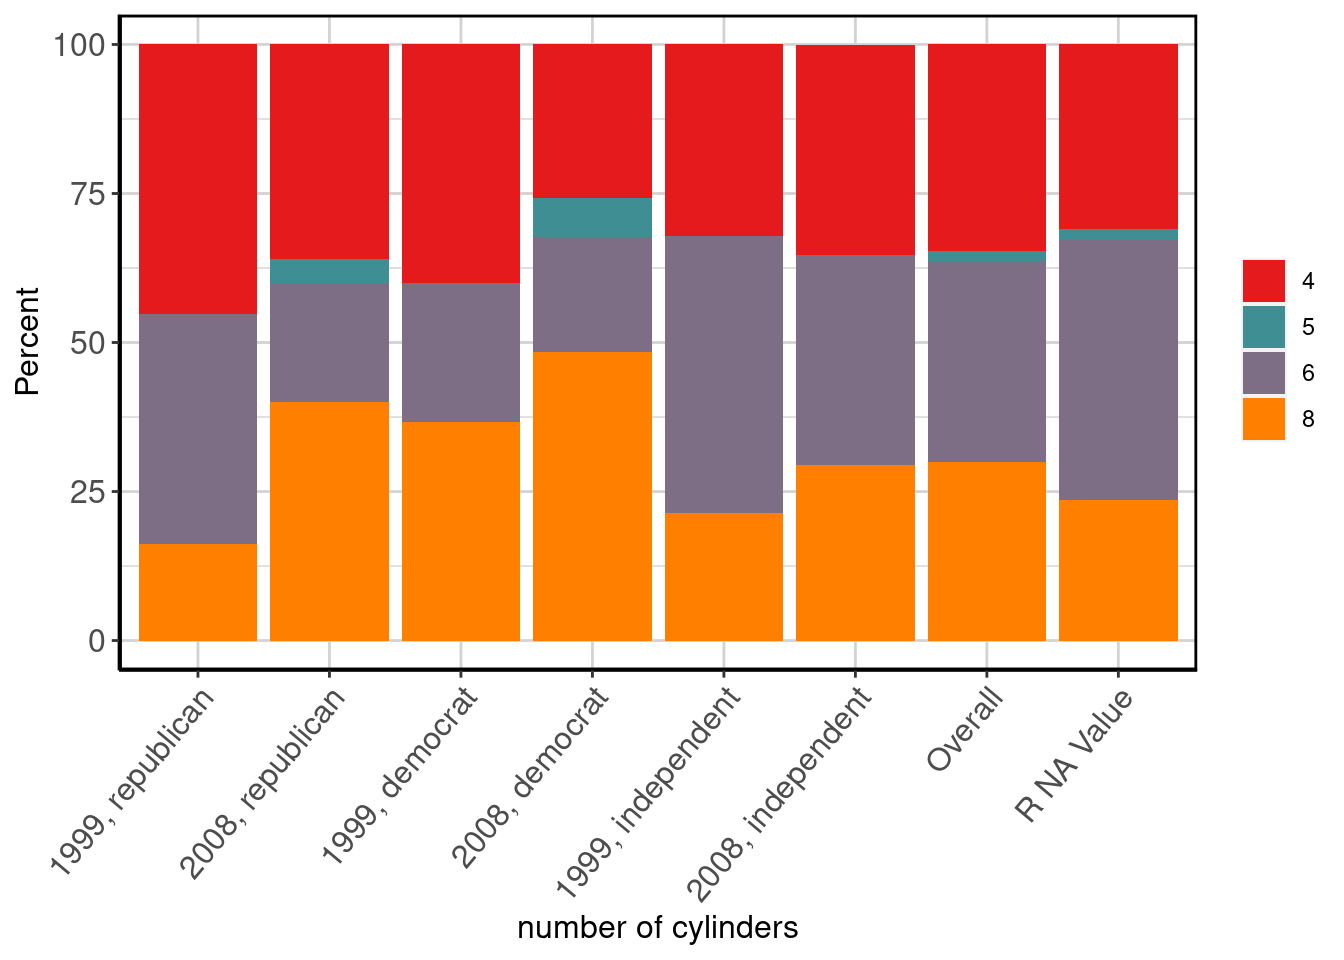 100
75
50
25
0
Percent
1999, republican
2008, republican
1999, democrat
2008, democrat
1999, independent
2008, independent
Overall
R NA Value
number of cylinders
4
5
6
8